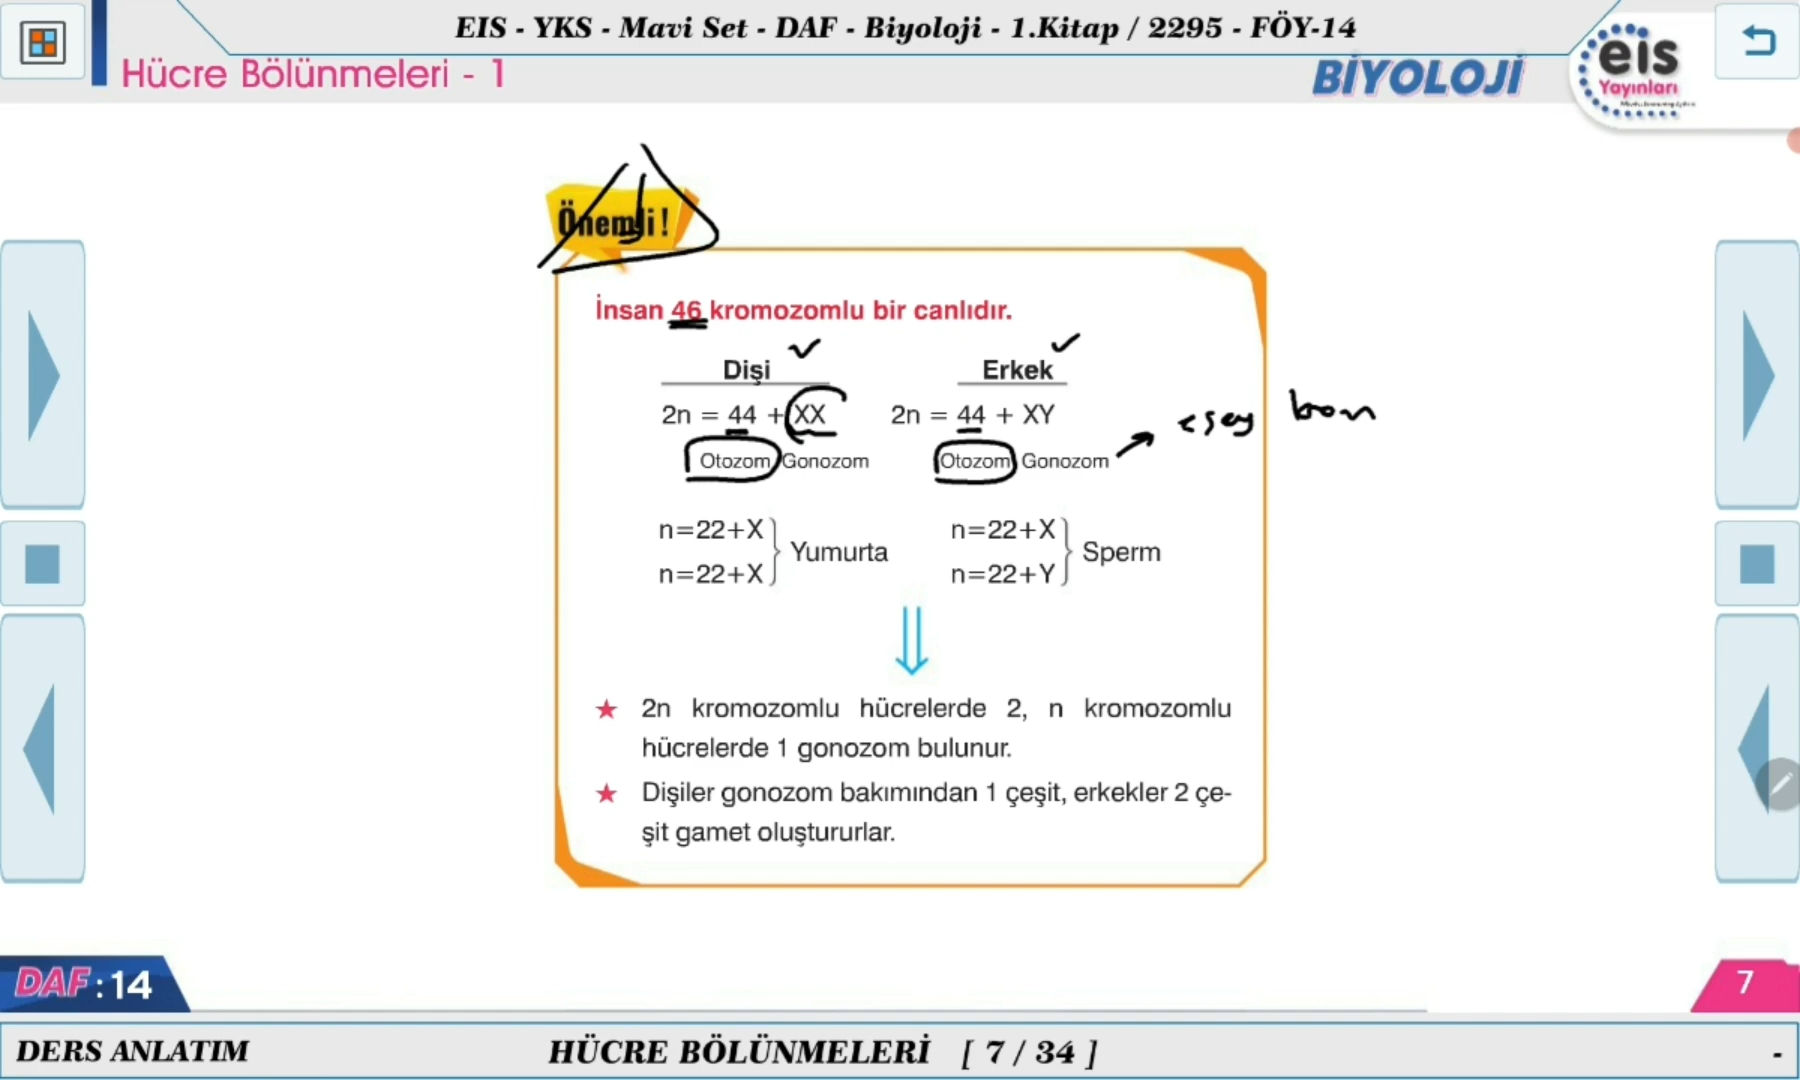 EIS - YKS - Mavi Set - DAF - Biyoloji - 1.Kitap / 2295 - FÖY-14
Hücre Bölünmeleri - 1
BİYOLOJİ
eis
Yayınları
Önemli!
İnsan 46 kromozomlu bir canlıdır.
Dişi Erkek
2n = 44 + XX 2n = 44 + XY
Otozom Gonozom Otozom Gonozom
n=22+X
n=22+X
Yumurta
n=22+X
n=22+Y
Sperm
★ 2n kromozomlu hücrelerde 2, n kromozomlu
hücrelerde 1 gonozom bulunur.
★ Dişiler gonozom bakımından 1 çeşit, erkekler 2 çe-
şit gamet oluştururlar.
DAF : 14
7
DERS ANLATIM HÜCRE BÖLÜNMELERİ [ 7 / 34 ] -